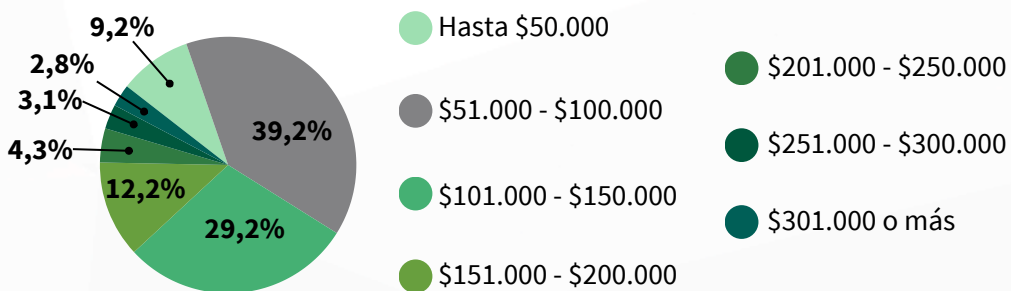 9,2%
2,8%
3,1%
4,3%
12,2%
29,2%
39,2%
Hasta $50.000
$51.000 - $100.000
$101.000 - $150.000
$151.000 - $200.000
$201.000 - $250.000
$251.000 - $300.000
$301.000 o más